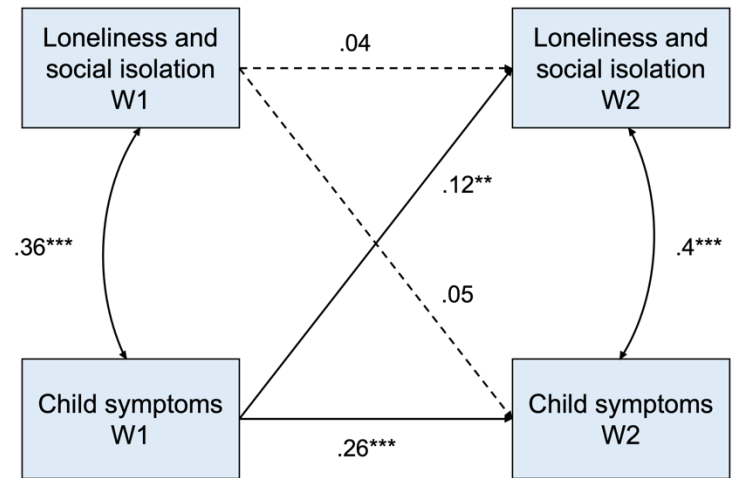 Loneliness and
social isolation
W1
.04
Loneliness and
social isolation
W2
.12**
.36***
.4***
.05
Child symptoms
W1
.26***
Child symptoms
W2